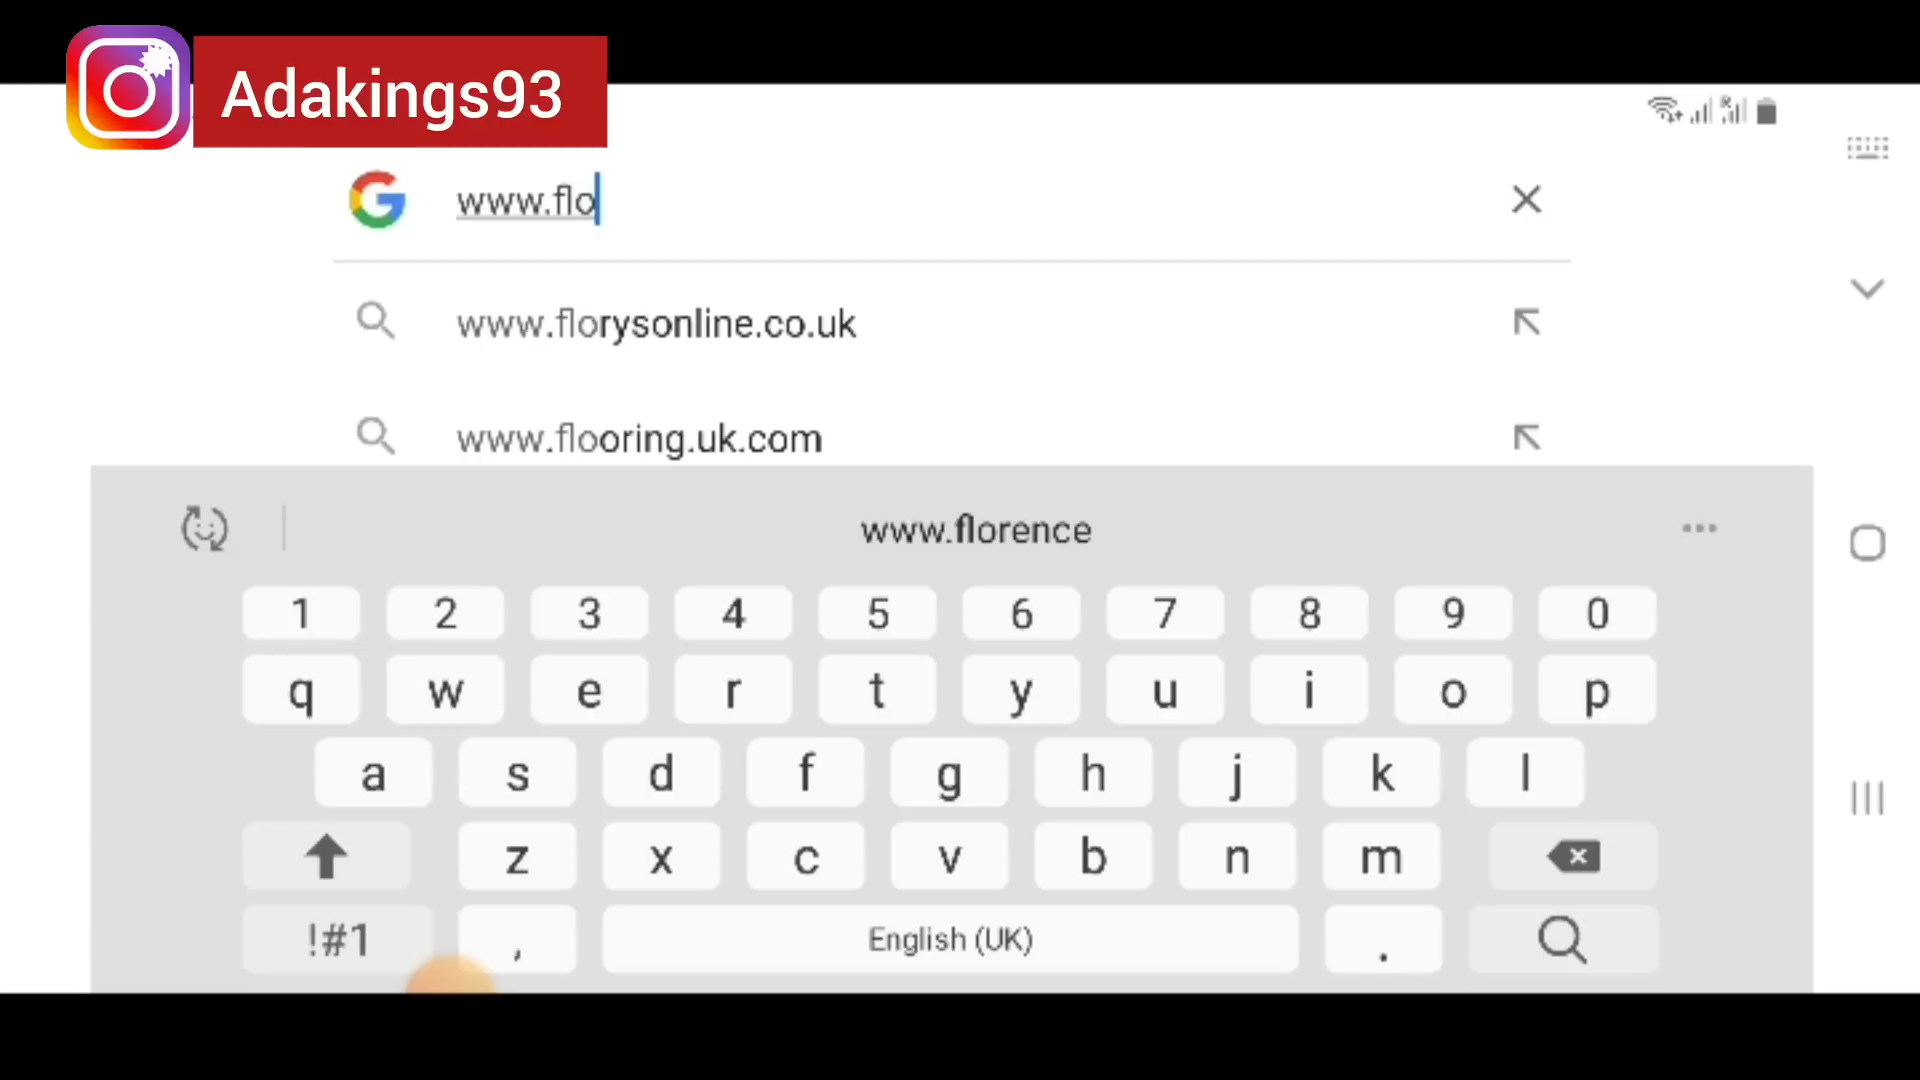 Adakings93
www.flo
www.florysonline.co.uk
www.flooring.uk.com
www.florence
1 2 3 4 5 6 7 8 9 0
q w e r t y u i o p
a s d f g h j k l
z x c v b n m
!#1 , English (UK) .